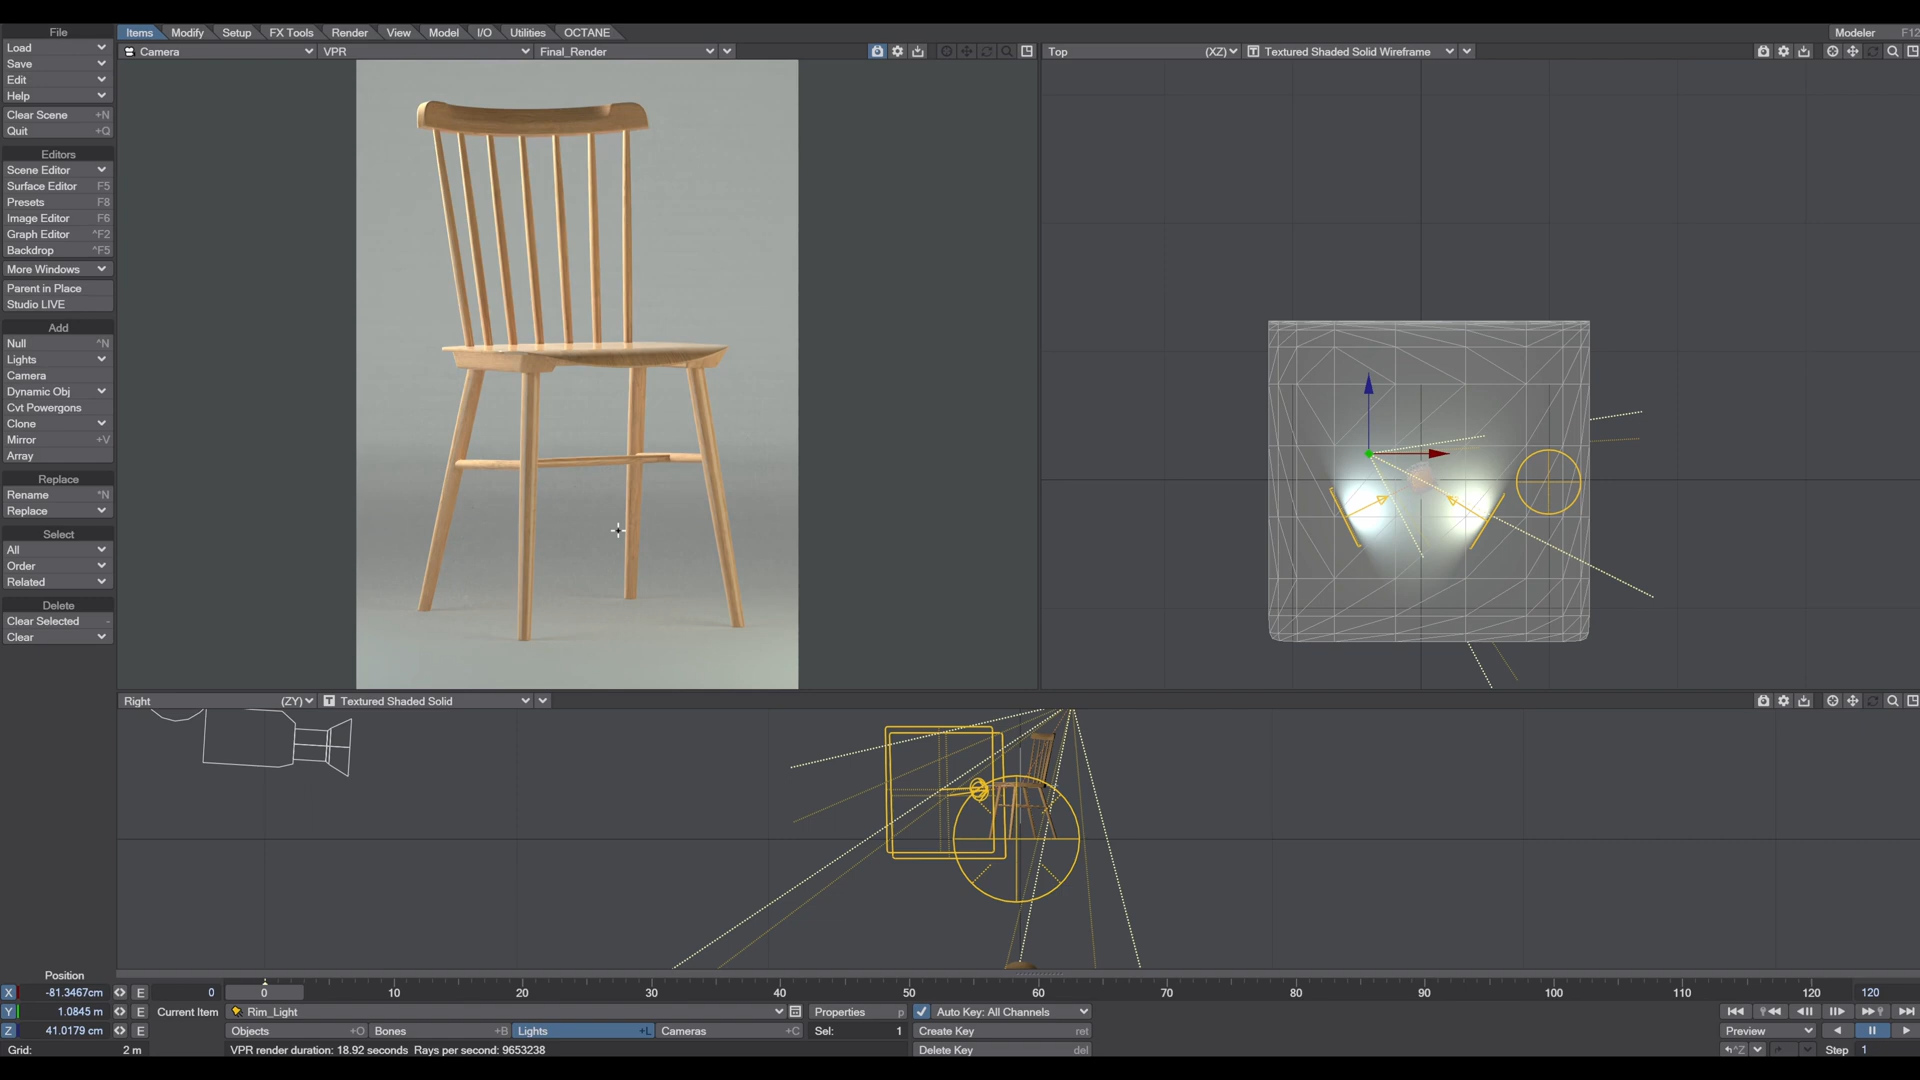 File Items Modify Setup FX Tools Render View Model I/O Utilities OCTANE Modeler F12
Load Camera VPR Final_Render Top (XZ) Textured Shaded Solid Wireframe
Save
Edit
Help
Clear Scene +N
Quit +Q
Editors
Scene Editor
Surface Editor F5
Presets F8
Image Editor F6
Graph Editor ^F2
Backdrop ^F5
More Windows
Parent in Place
Studio LIVE
Add
Null ^N
Lights
Camera
Dynamic Obj
Cvt Powergons
Clone
Mirror +V
Array
Replace
Rename ^N
Replace
Select
All
Order
Related
Delete
Clear Selected -
Clear
Right (ZY) Textured Shaded Solid
Position
X -81.3467cm E 0 0 10 20 30 40 50 60 70 80 90 100 110 120 120
Y 1.0845 m E Current Item Rim_Light Properties p Auto Key: All Channels
Z 41.0179 cm E Objects +O Bones +B Lights +L Cameras +C Sel: 1 Create Key ret Preview
Grid: 2 m VPR render duration: 18.92 seconds Rays per second: 9653238 Delete Key del ^Z Step 1